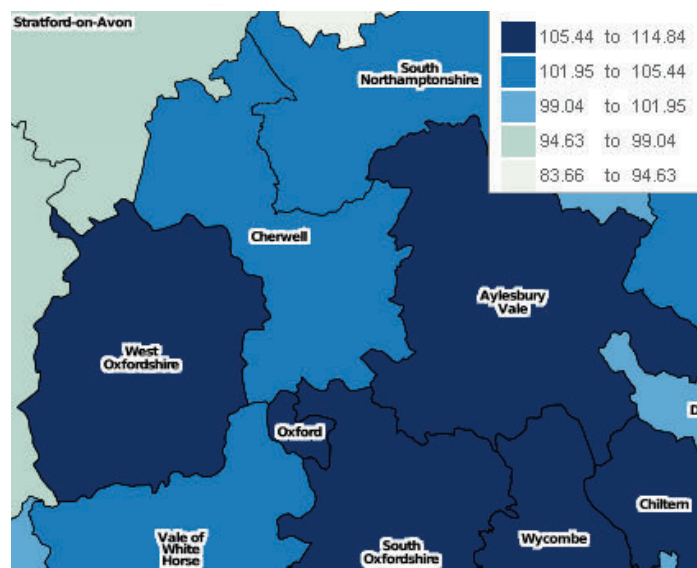 Stratford-on-Avon
105.44 to 114.84
101.95 to 105.44
99.04 to 101.95
94.63 to 99.04
83.66 to 94.63
South
Northamptonshire
Cherwell
Aylesbury
Vale
West
Oxfordshire
D
Oxford
Chiltern
Vale of
White
Horse
South
Oxfordshire
Wycombe